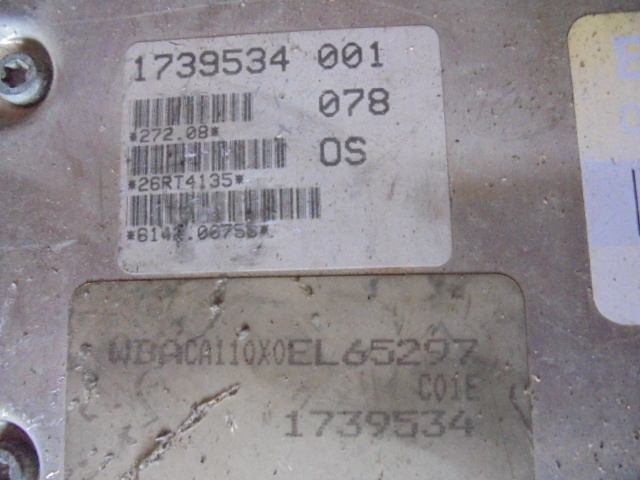 1739534 001
078
*272.08*
OS
*26RT4135*
WBACA110X0EL65297
C01E
1739534